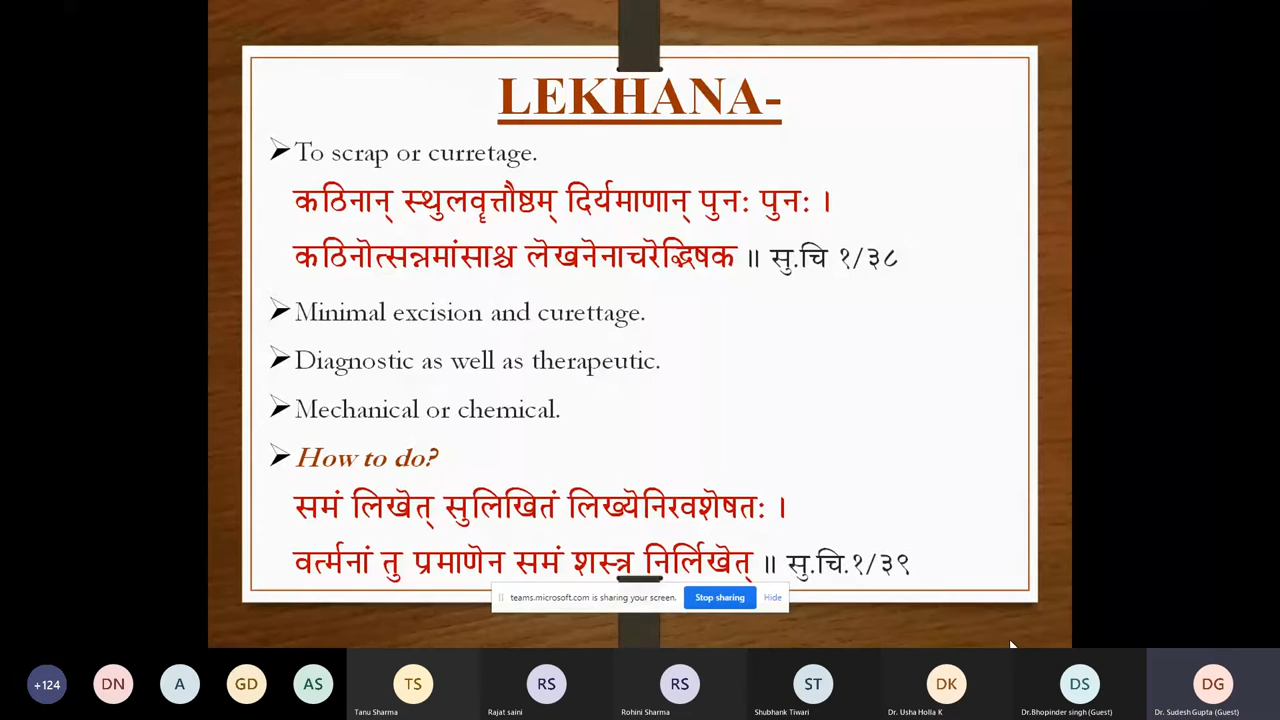 LEKHANA-
➢To scrap or curretage.
कठिनान् स्थुलवृत्तौष्ठम् दिर्यमाणान् पुनः पुनः ।
कठिनॊत्सन्नमांसाश्च लॆखनॆनाचरॆद्भिषक ॥ सु.चि १/३८
➢Minimal excision and curettage.
➢Diagnostic as well as therapeutic.
➢Mechanical or chemical.
➢How to do?
समं लिखॆत् सुलिखितं लिख्यॆनिरवशॆषतः ।
वर्त्मनां तु प्रमाणॆन समं शस्त्र निर्लिखॆत् ॥ सु.चि.१/३९
teams.microsoft.com is sharing your screen. Stop sharing Hide
+124 DN A GD AS TS RS RS ST DK DS DG
Tanu Sharma Rajat saini Rohini Sharma Shubhank Tiwari Dr. Usha Holla K Dr.Bhopinder singh (Guest) Dr. Sudesh Gupta (Guest)